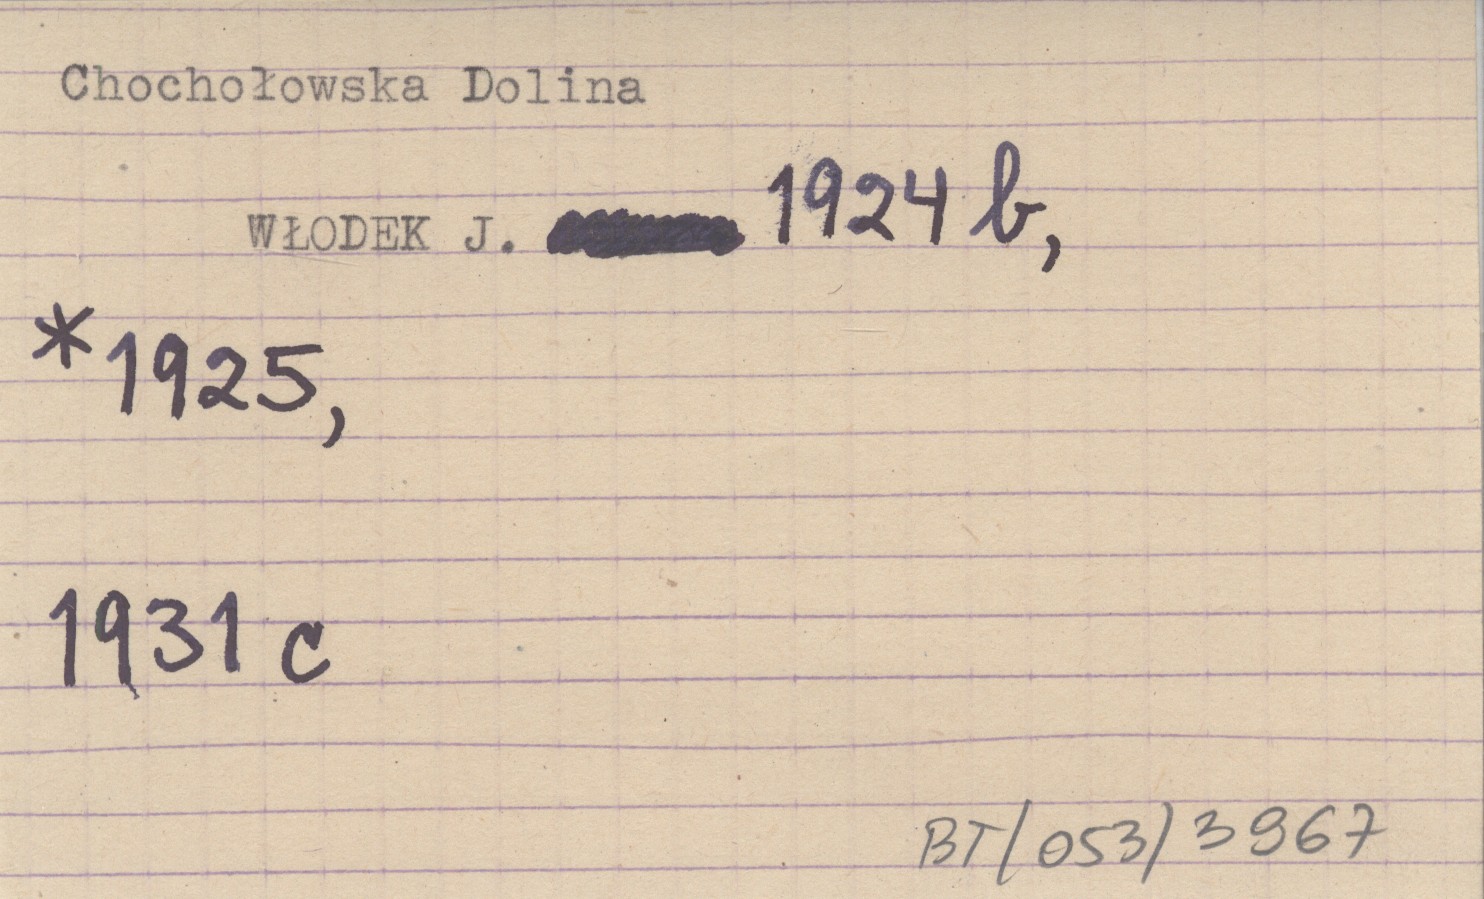 Chochołowska Dolina
WŁODEK J. 1924 b,
*1925,
1931 c
BT/053/3967